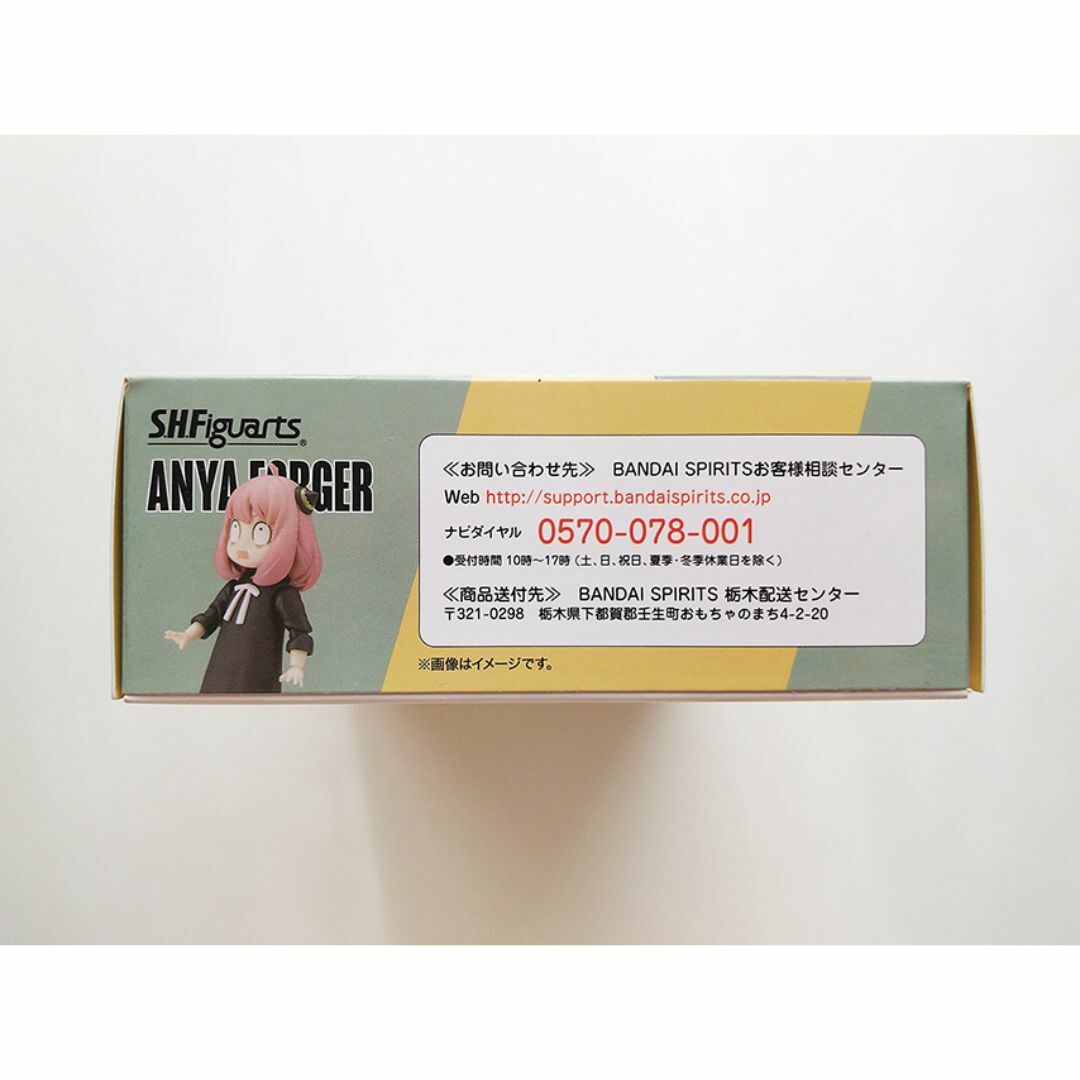 S.H.Figuarts®
ANYA FORGER
≪お問い合わせ先≫ BANDAI SPIRITSお客様相談センター
Web http://support.bandaispirits.co.jp
ナビダイヤル 0570-078-001
●受付時間 10時～17時（土、日、祝日、夏季・冬季休業日を除く）
≪商品送付先≫ BANDAI SPIRITS 栃木配送センター
〒321-0298 栃木県下都賀郡壬生町おもちゃのまち4-2-20
※画像はイメージです。